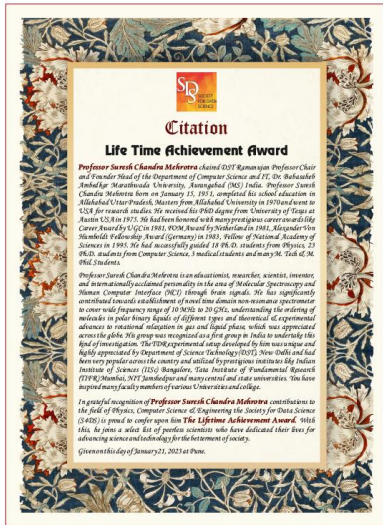 SDS
SOCIETY
FOR DATA
SCIENCE
Citation
Life Time Achievement Award
Professor Suresh Chandra Mehrotra chained DST Ramanujan Professor Chair
and Founder Head of the Department of Computer Science and IT, Dr. Babasaheb
Ambedkar Marathwada University, Aurangabad (MS) India. Professor Suresh
Chandra Mehrotra born on January 15, 1951, completed his school education in
Allahabad Uttar Pradesh, Masters from Allahabad University in 1970 and went to
USA for research studies. He received his PhD degree from University of Texas at
Austin USA in 1975. He had been honored with many prestigious career awards like
Career Award by UGC in 1981, FOM Award by Netherland in 1981, Alexander Von
Humboldt Fellowship Award (Germany) in 1983, Fellow of National Academy of
Sciences in 1995. He had successfully guided 18 Ph.D. students from Physics, 23
Ph.D. students from Computer Science, 3 medical students and many M. Tech & M.
Phil. Students.
Professor Suresh Chandra Mehrotra is an educationist, researcher, scientist, inventor,
and internationally acclaimed personality in the area of Molecular Spectroscopy and
Human Computer Interface (HCI) through brain signals. He has significantly
contributed towards establishment of novel time domain non-resonance spectrometer
to cover wide frequency range of 10 MHz to 20 GHz, understanding the ordering of
molecules in polar binary liquids of different types and theoretical & experimental
advances to rotational relaxation in gas and liquid phase, which was appreciated
across the globe. His group was recognized as a first group in India to undertake this
kind of investigation. The TDR experimental setup developed by him was unique and
highly appreciated by Department of Science Technology (DST), New Delhi and had
been very popular across the country and utilized by prestigious institutes like Indian
Institute of Sciences (IISc) Bangalore, Tata Institute of Fundamental Research
(TIFR) Mumbai, NIT Jamshedpur and many central and state universities. You have
inspired many faculty members of various Universities and college.
In grateful recognition of Professor Suresh Chandra Mehrotra contributions to
the field of Physics, Computer Science & Engineering the Society for Data Science
(S4DS) is proud to confer upon him The Lifetime Achievement Award. With
this, he joins a select list of peerless scientists who have dedicated their lives for
advancing science and technology for the betterment of society.
Given on this day of January 21, 2023 at Pune.